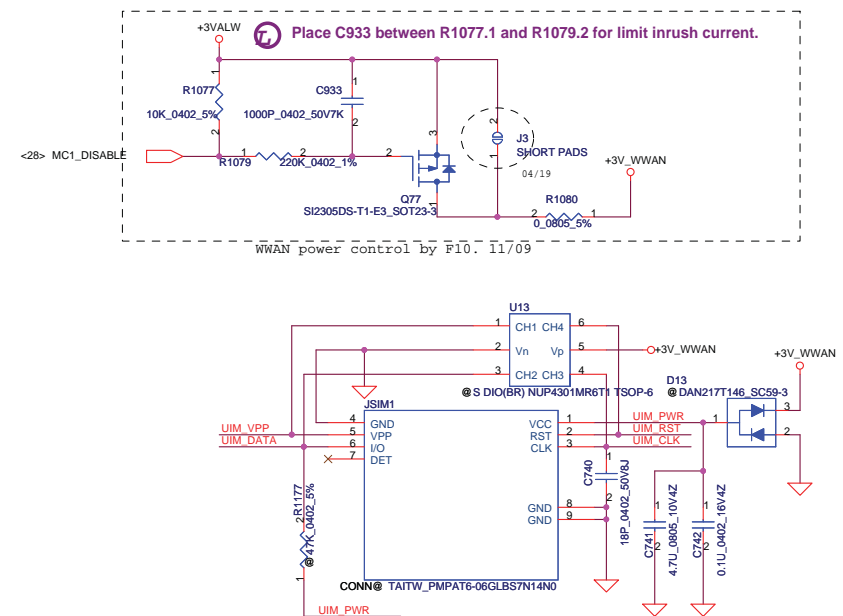 +3VALW
Place C933 between R1077.1 and R1079.2 for limit inrush current.
R1077
10K_0402_5%
1
2
C933
1000P_0402_50V7K
1
2
<28> MC1_DISABLE
R1079
1
2
220K_0402_1%
2
3
1
Q77
SI2305DS-T1-E3_SOT23-3
2
1
J3
SHORT PADS
04/19
+3V_WWAN
R1080
2
1
0_0805_5%
WWAN power control by F10. 11/09
U13
1
CH1
CH4
6
2
Vn
Vp
5
+3V_WWAN
3
CH2
CH3
4
@S DIO(BR) NUP4301MR6T1 TSOP-6
D13
@DAN217T146_SC59-3
+3V_WWAN
1
3
2
JSIM1
4
GND
5
VPP
6
I/O
7
DET
VCC
1
RST
2
CLK
3
GND
8
GND
9
UIM_VPP
UIM_DATA
UIM_PWR
UIM_RST
UIM_CLK
R1177
@47K_0402_5%
2
1
UIM_PWR
CONN@ TAITW_PMPAT6-06GLBS7N14N0
C740
18P_0402_50V8J
1
2
C741
4.7U_0805_10V4Z
1
2
C742
0.1U_0402_16V4Z
1
2